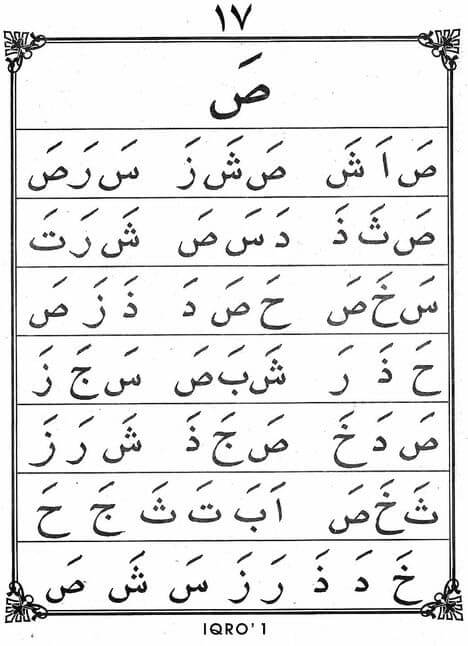 ١٧
صَ
صَ اَ شَ صَ شَ زَ سَ رَ صَ
صَ ثَ ذَ دَ سَ صَ شَ رَ تَ
سَ خَ صَ حَ صَ دَ ذَ زَ صَ
حَ ذَ رَ شَ بَ صَ سَ جَ زَ
صَ دَ خَ صَ جَ ذَ شَ رَ زَ
ثَ خَ صَ اَ بَ تَ ثَ جَ حَ
خَ دَ ذَ رَ زَ سَ شَ صَ
IQRO' 1